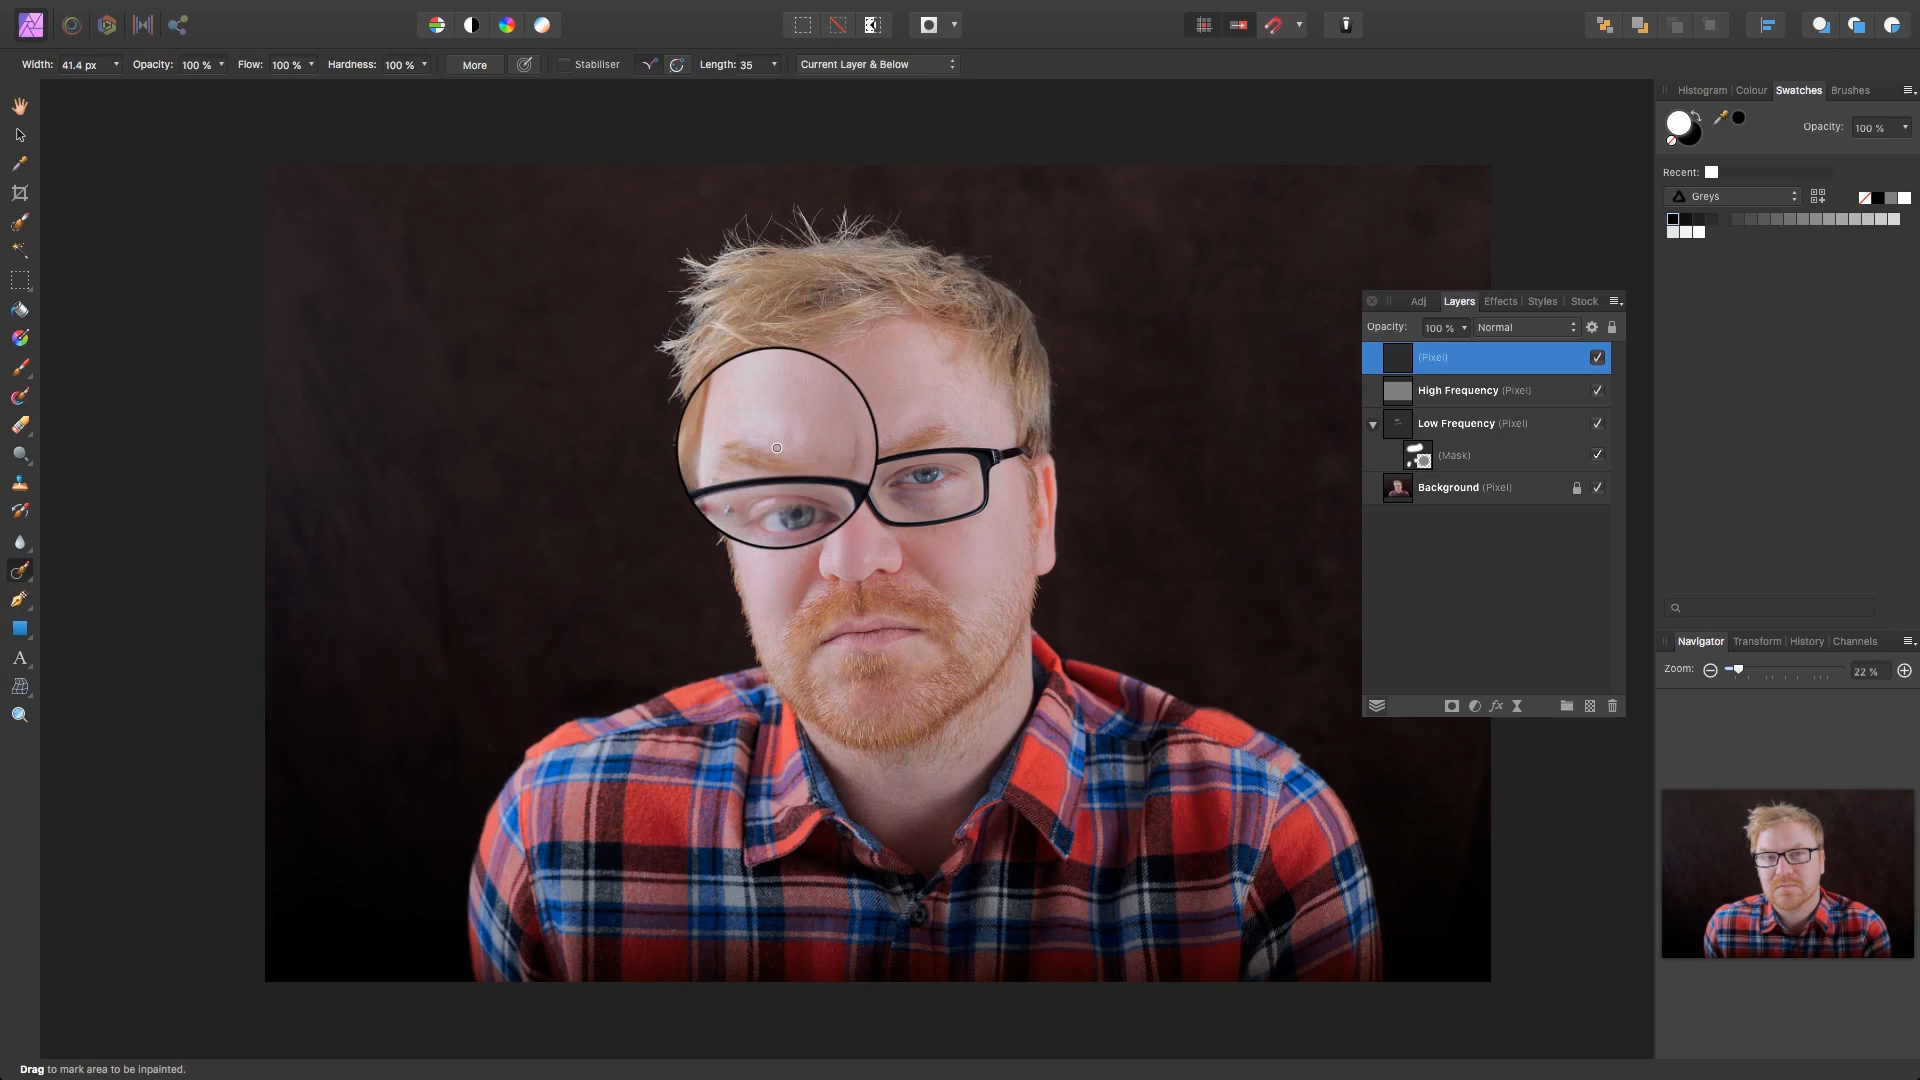 Width: 41.4 px Opacity: 100 % Flow: 100 % Hardness: 100 % More Stabiliser Length: 35 Current Layer & Below
Histogram Colour Swatches Brushes
Opacity: 100 %
Recent:
Greys
Adj Layers Effects Styles Stock
Opacity: 100 % Normal
(Pixel)
High Frequency (Pixel)
Low Frequency (Pixel)
(Mask)
Background (Pixel)
fx
A
Navigator Transform History Channels
Zoom: 22 %
Drag to mark area to be inpainted.